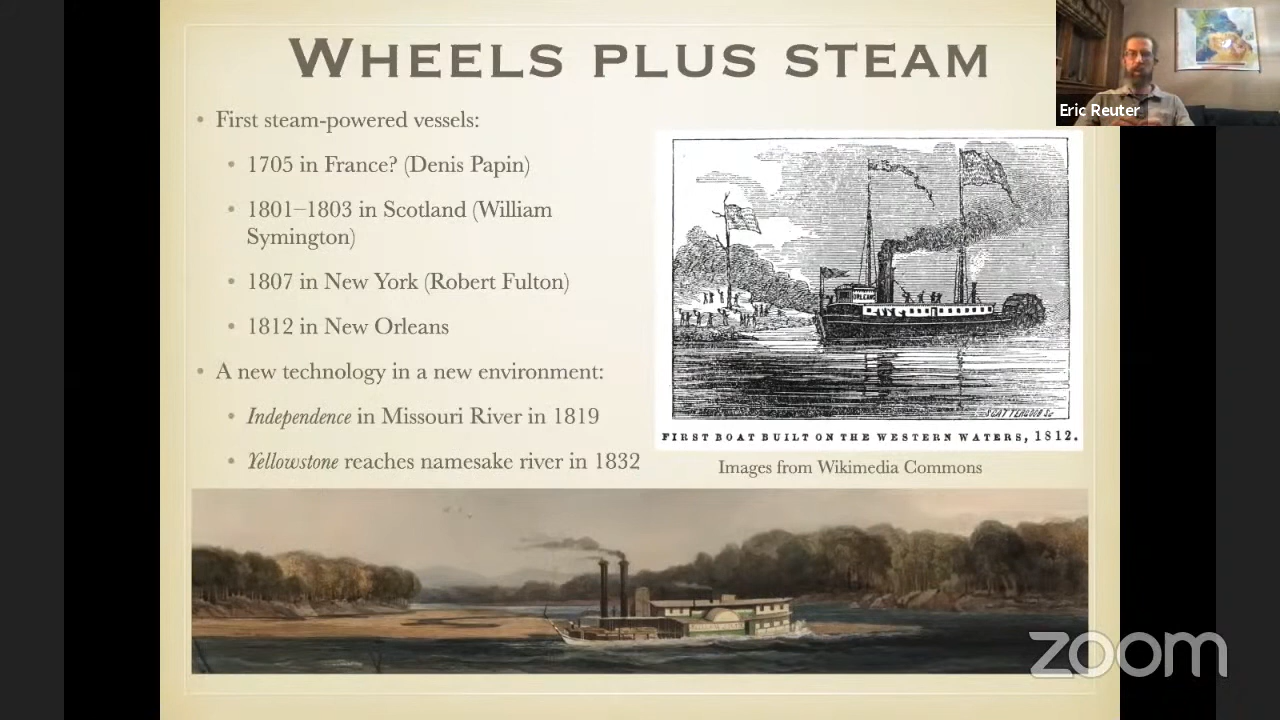 WHEELS PLUS STEAM
Eric Reuter
• First steam-powered vessels:
• 1705 in France? (Denis Papin)
• 1801–1803 in Scotland (William
Symington)
• 1807 in New York (Robert Fulton)
• 1812 in New Orleans
• A new technology in a new environment:
• Independence in Missouri River in 1819
• Yellowstone reaches namesake river in 1832
ORLEANS
FIRST BOAT BUILT ON THE WESTERN WATERS, 1812.
Images from Wikimedia Commons
zoom